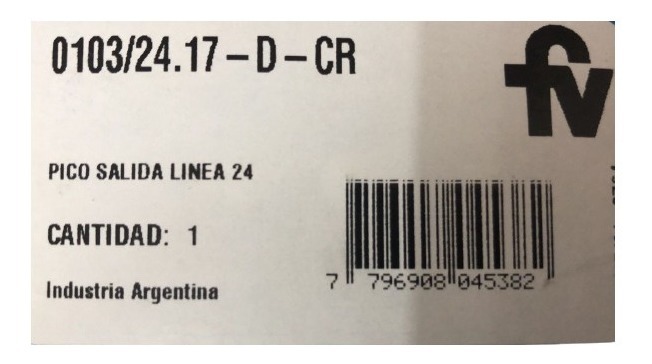 0103/24.17 – D – CR
fv
PICO SALIDA LINEA 24
CANTIDAD: 1
Industria Argentina
7 796908 045382